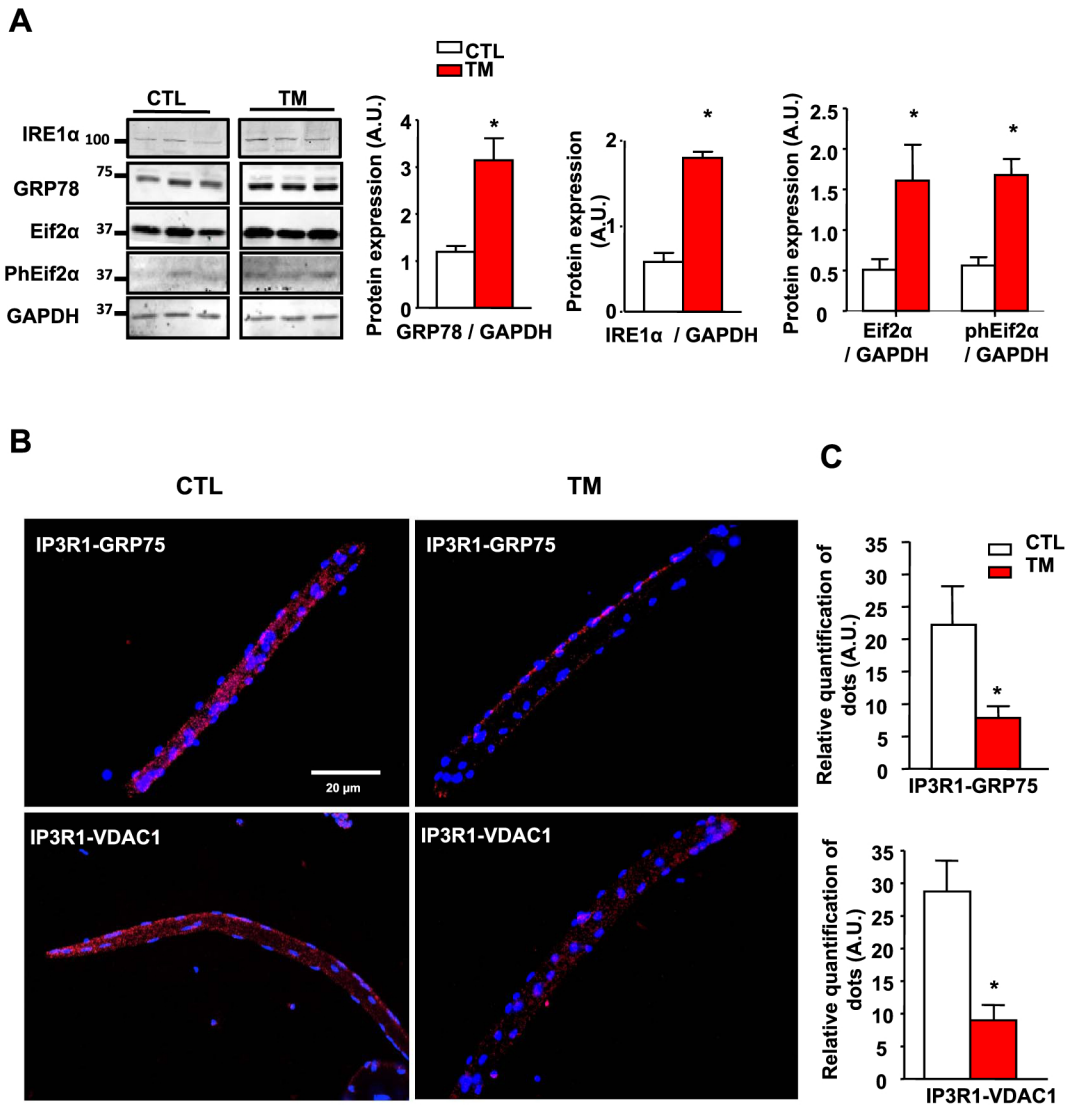 A
CTL
TM
CTL
TM
IRE1α
100
GRP78
75
Eif2α
37
PhEif2α
37
GAPDH
37
Protein expression (A.U.)
4
3
2
1
0
*
GRP78 / GAPDH
Protein expression
(A.U.)
2
1
0
*
IRE1α / GAPDH
Protein expression (A.U.)
2.5
2.0
1.5
1.0
0.5
0
*
*
Eif2α
/ GAPDH
phEif2α
/ GAPDH
B
CTL
TM
IP3R1-GRP75
20 µm
IP3R1-GRP75
IP3R1-VDAC1
IP3R1-VDAC1
C
CTL
TM
Relative quantification of
dots (A.U.)
35
30
25
20
15
10
5
0
*
IP3R1-GRP75
Relative quantification of
dots (A.U.)
35
30
25
20
15
10
5
0
*
IP3R1-VDAC1